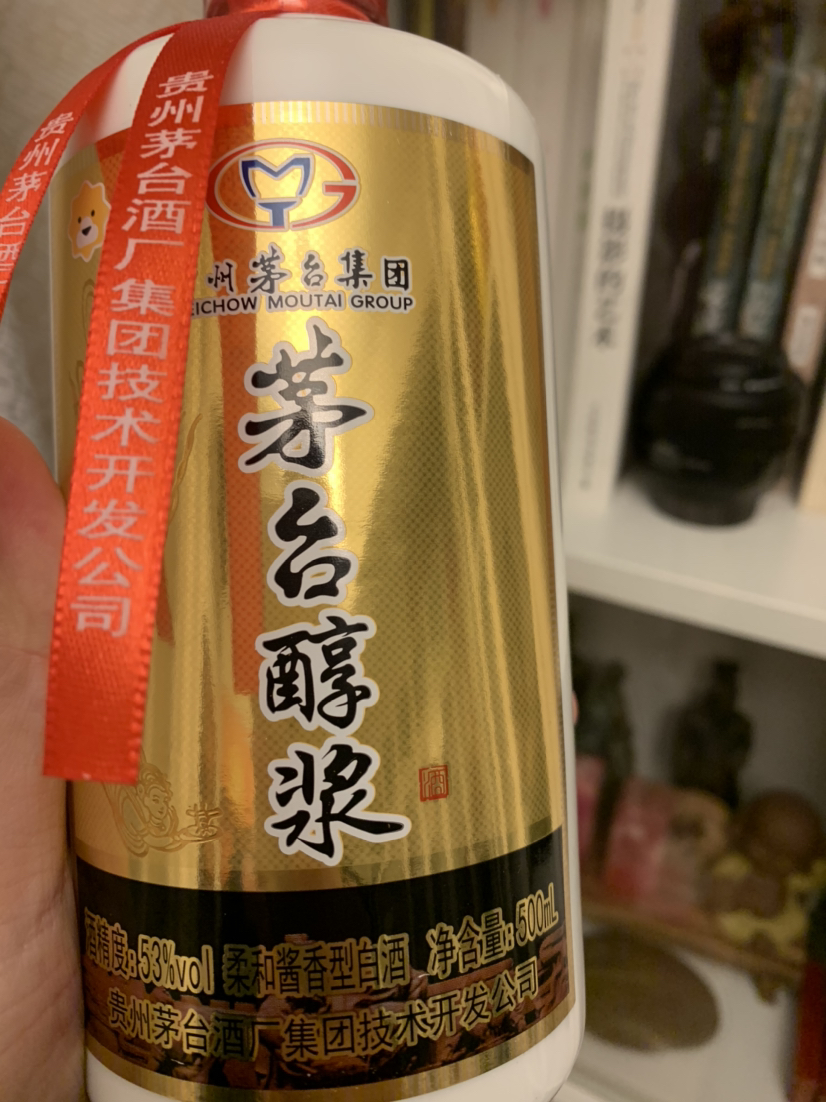 贵州茅台酒厂集团技术开发公司
贵州茅台酒
州茅台集团
EICHOW MOUTAI GROUP
茅台醇浆
酒精度:53%vol 柔和酱香型白酒 净含量:500mL
贵州茅台酒厂集团技术开发公司